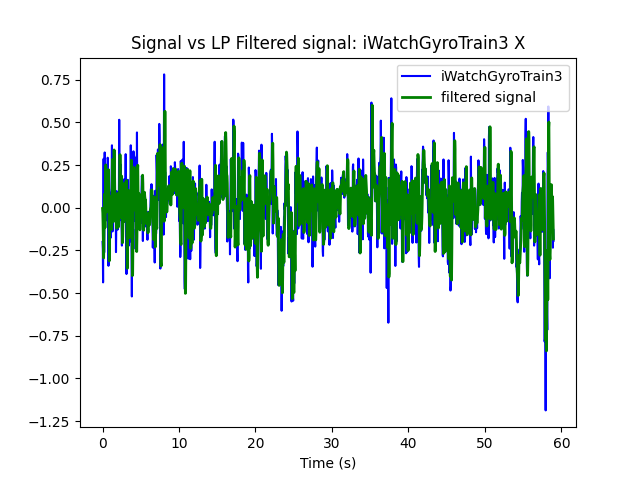 Signal vs LP Filtered signal: iWatchGyroTrain3 X
iWatchGyroTrain3
filtered signal
0.75
0.50
0.25
0.00
−0.25
−0.50
−0.75
−1.00
−1.25
0 10 20 30 40 50 60
Time (s)